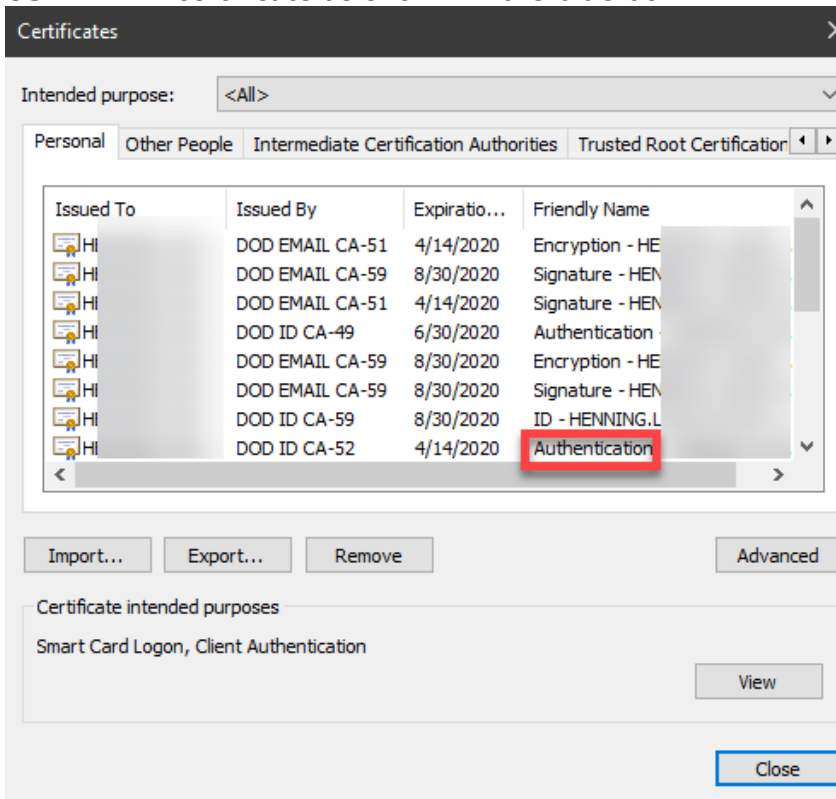 Certificates
Intended purpose: <All>
Personal Other People Intermediate Certification Authorities Trusted Root Certification
Issued To Issued By Expiratio... Friendly Name
DOD EMAIL CA-51 4/14/2020 Encryption - HE
DOD EMAIL CA-59 8/30/2020 Signature - HEN
DOD EMAIL CA-51 4/14/2020 Signature - HEN
DOD ID CA-49 6/30/2020 Authentication -
DOD EMAIL CA-59 8/30/2020 Encryption - HE
DOD EMAIL CA-59 8/30/2020 Signature - HEN
DOD ID CA-59 8/30/2020 ID - HENNING.L
DOD ID CA-52 4/14/2020 Authentication
Import... Export... Remove Advanced
Certificate intended purposes
Smart Card Logon, Client Authentication
View
Close